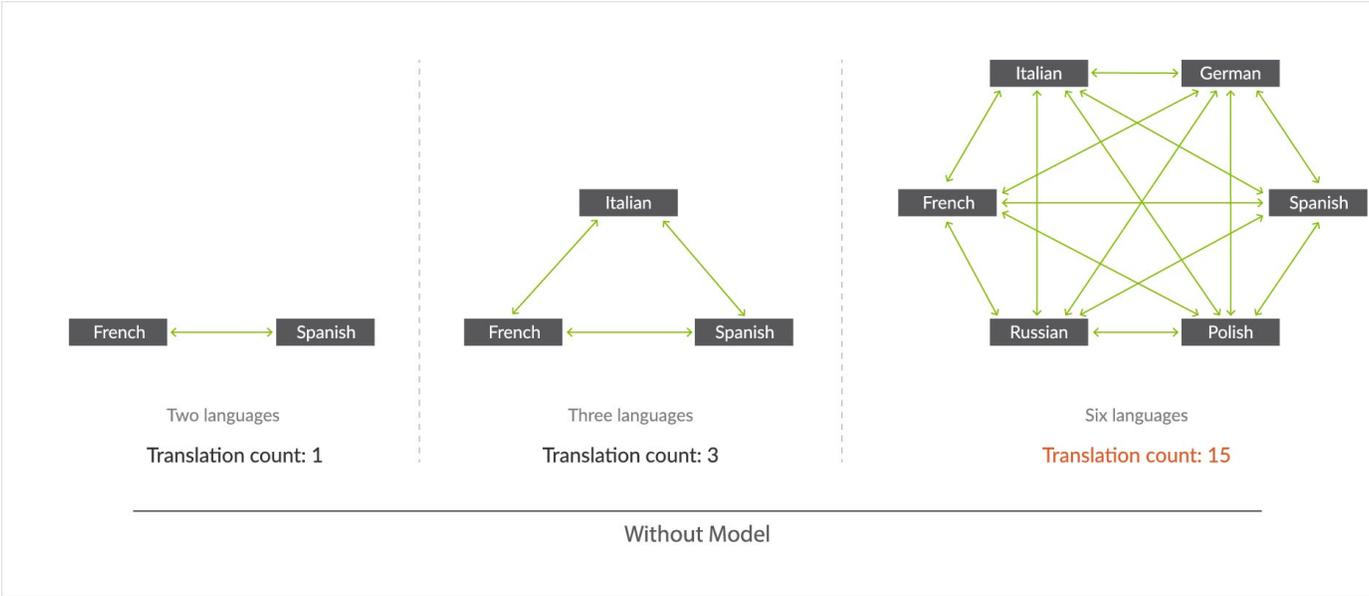 French
Spanish
Two languages
Translation count: 1
Italian
French
Spanish
Three languages
Translation count: 3
Italian
German
French
Spanish
Russian
Polish
Six languages
Translation count: 15
Without Model